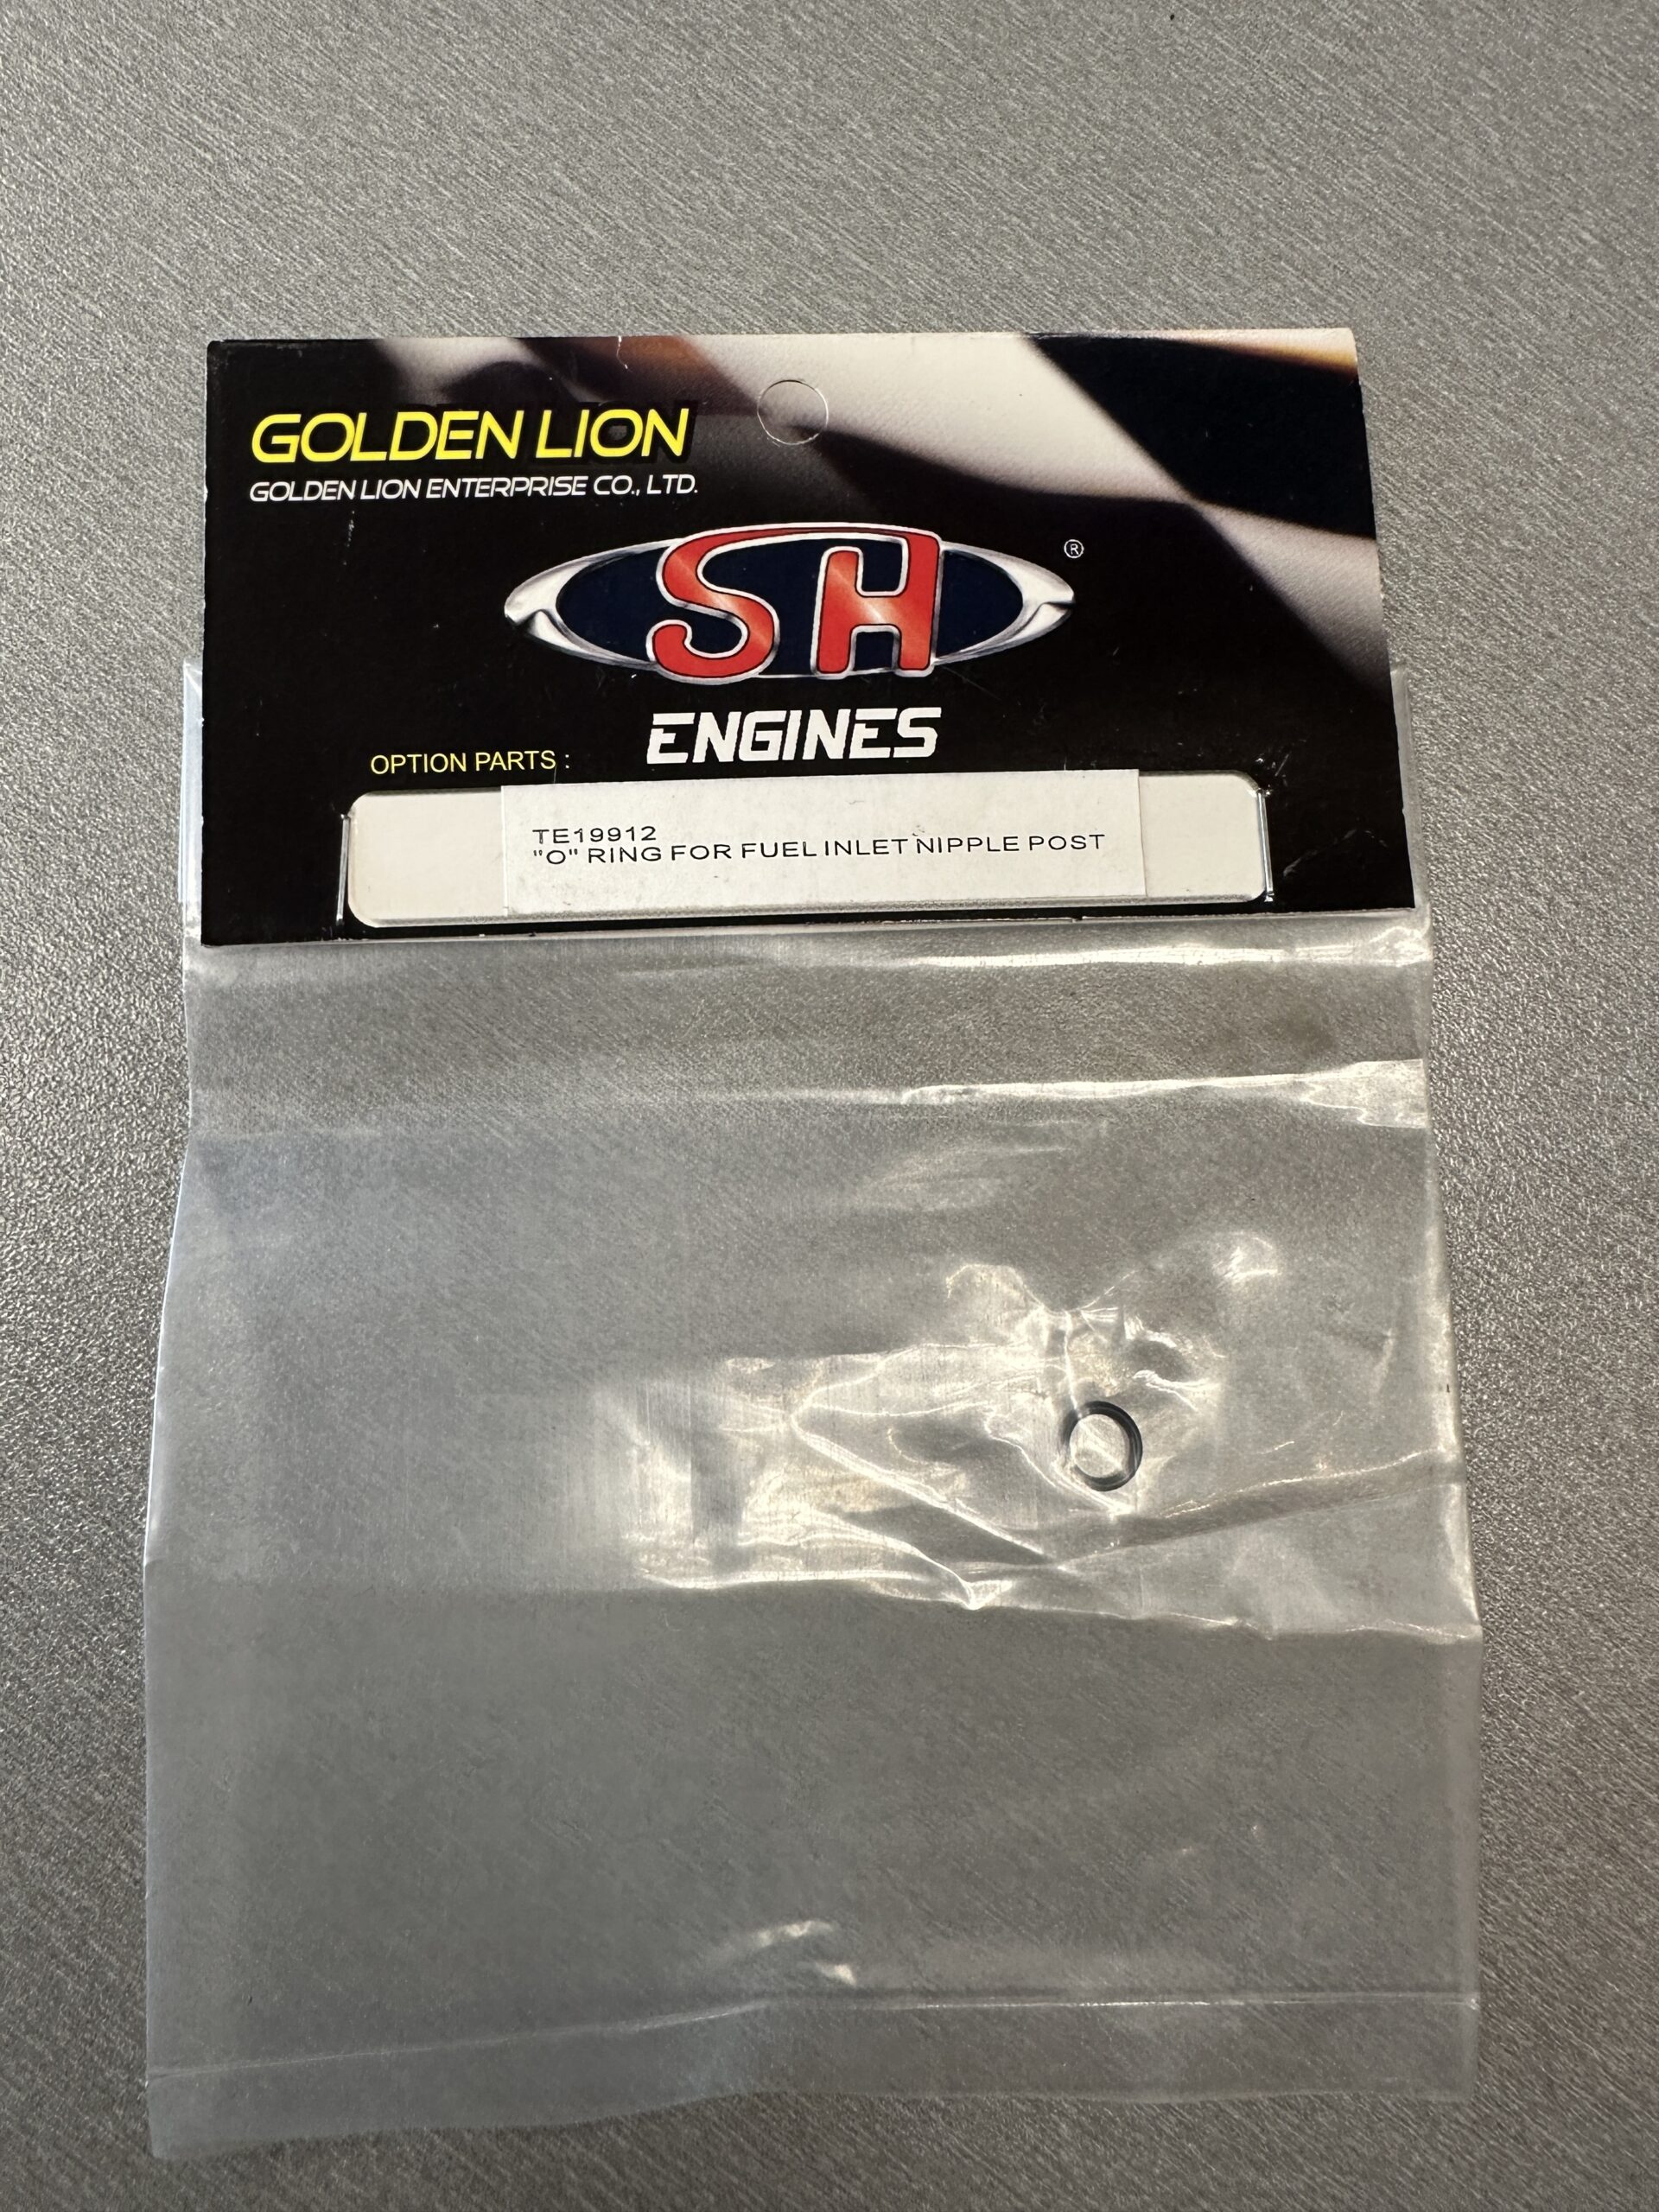 GOLDEN LION
GOLDEN LION ENTERPRISE CO., LTD.
SH ®
ENGINES
OPTION PARTS :
TE19912
"O" RING FOR FUEL INLET NIPPLE POST